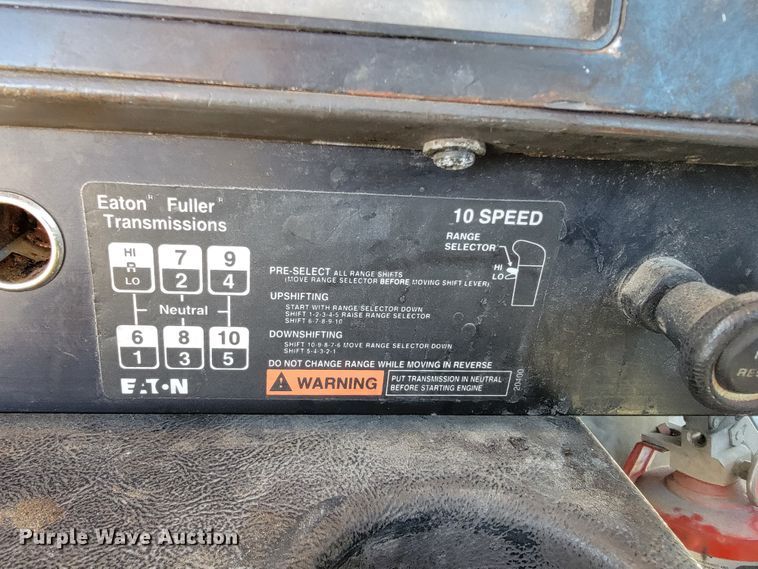 Eaton Fuller
Transmissions
10 SPEED
RANGE
SELECTOR
HI
LO
HI
R
LO
7
2
9
4
Neutral
6
1
8
3
10
5
EATON
PRE-SELECT ALL RANGE SHIFTS
(MOVE RANGE SELECTOR BEFORE MOVING SHIFT LEVER)
UPSHIFTING
START WITH RANGE SELECTOR DOWN
SHIFT 1-2-3-4-5 RAISE RANGE SELECTOR
SHIFT 6-7-8-9-10
DOWNSHIFTING
SHIFT 10-9-8-7-6 MOVE RANGE SELECTOR DOWN
SHIFT 5-4-3-2-1
DO NOT CHANGE RANGE WHILE MOVING IN REVERSE
WARNING
PUT TRANSMISSION IN NEUTRAL
BEFORE STARTING ENGINE
Purple Wave Auction